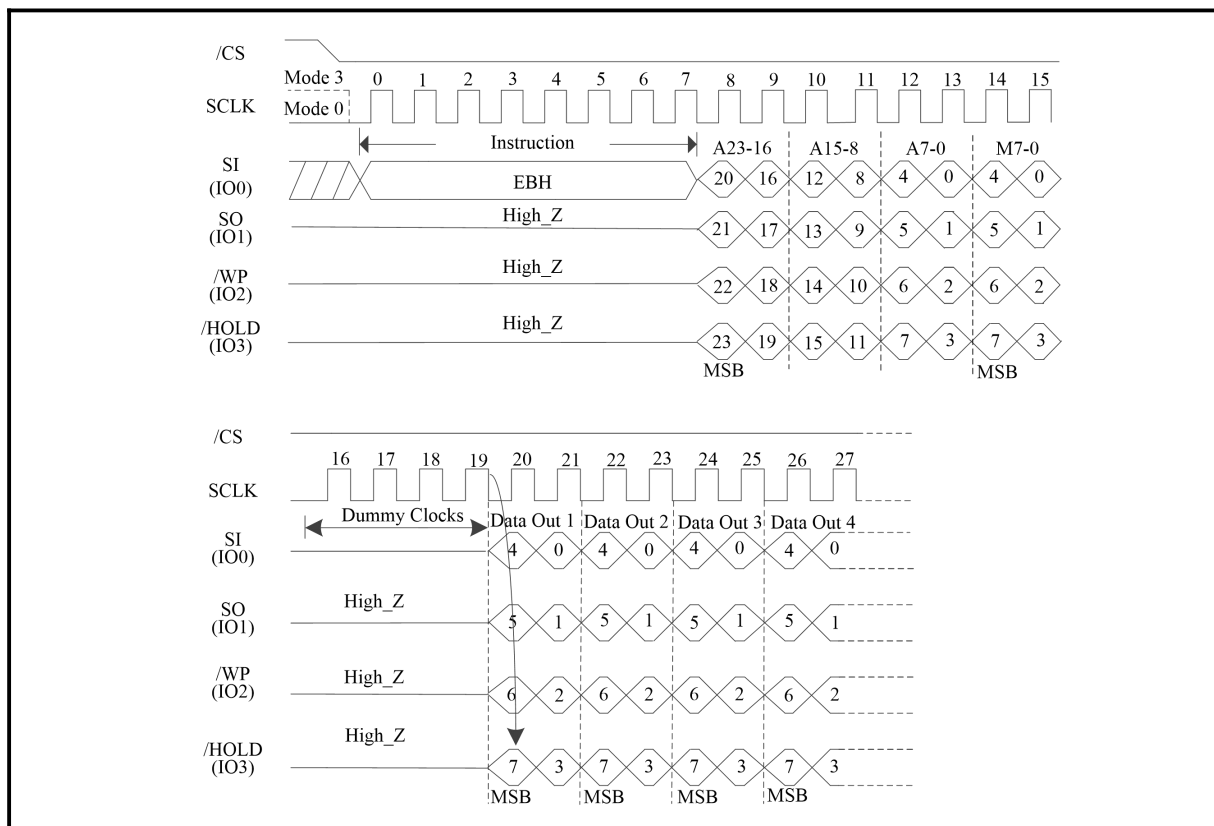 /CS
Mode 3 0 1 2 3 4 5 6 7 8 9 10 11 12 13 14 15
SCLK Mode 0
Instruction A23-16 A15-8 A7-0 M7-0
SI
(IO0) EBH 20 16 12 8 4 0 4 0
SO
(IO1) High_Z 21 17 13 9 5 1 5 1
/WP
(IO2) High_Z 22 18 14 10 6 2 6 2
/HOLD
(IO3) High_Z 23 19 15 11 7 3 7 3
MSB MSB
/CS
16 17 18 19 20 21 22 23 24 25 26 27
SCLK
Dummy Clocks Data Out 1 Data Out 2 Data Out 3 Data Out 4
SI
(IO0) 4 0 4 0 4 0 4 0
SO
(IO1) High_Z 5 1 5 1 5 1 5 1
/WP
(IO2) High_Z 6 2 6 2 6 2 6 2
/HOLD
(IO3) High_Z 7 3 7 3 7 3 7 3
MSB MSB MSB MSB